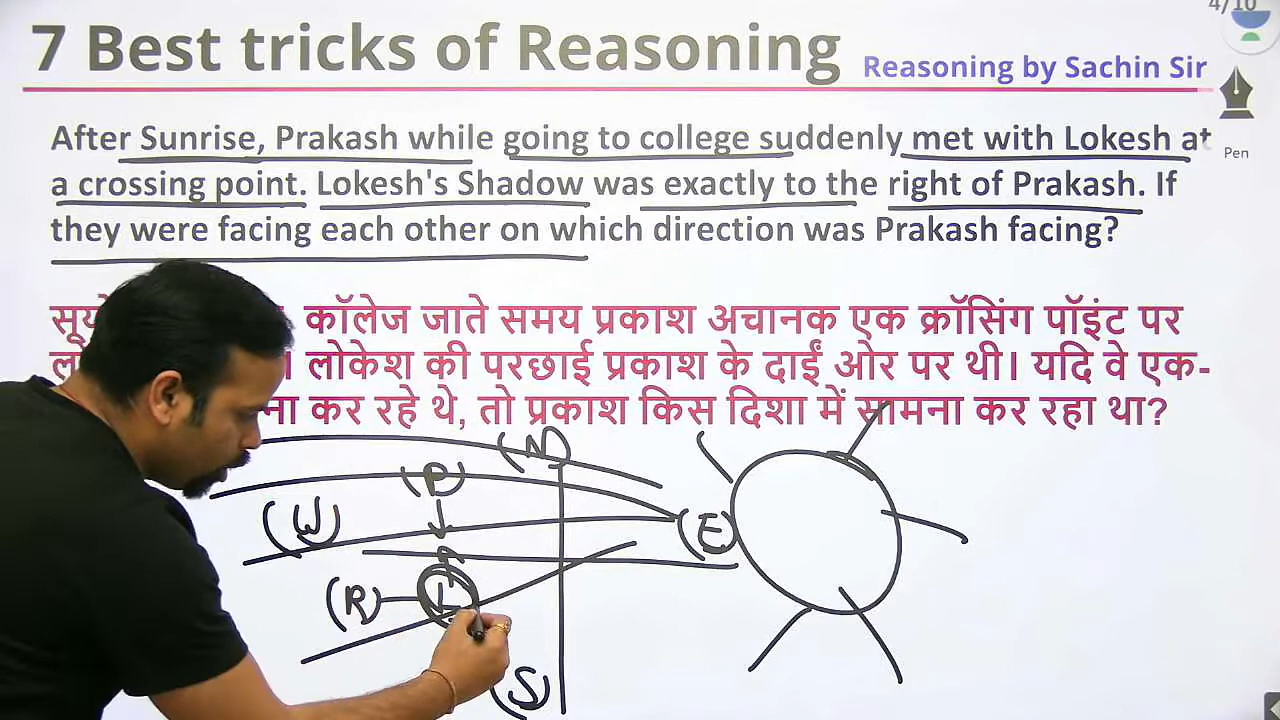 4/10
7 Best tricks of Reasoning
Reasoning by Sachin Sir
Pen
After Sunrise, Prakash while going to college suddenly met with Lokesh at
a crossing point. Lokesh's Shadow was exactly to the right of Prakash. If
they were facing each other on which direction was Prakash facing?
कॉलेज जाते समय प्रकाश अचानक एक क्रॉसिंग पॉइंट पर
लोकेश की परछाई प्रकाश के दाईं ओर पर थी। यदि वे एक-
कर रहे थे, तो प्रकाश किस दिशा में सामना कर रहा था?
(N)
(P)
(W)
(E)
(R)
L
(S)